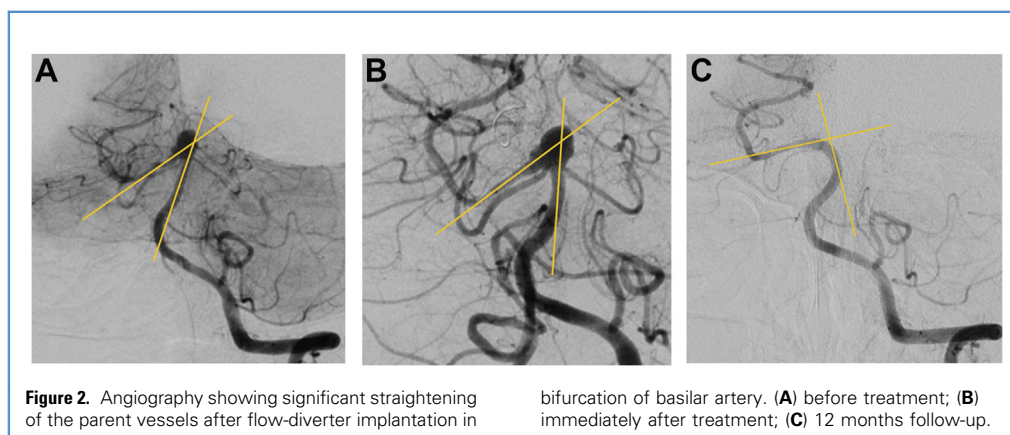 A
B
C
Figure 2. Angiography showing significant straightening
of the parent vessels after flow-diverter implantation in
bifurcation of basilar artery. (A) before treatment; (B)
immediately after treatment; (C) 12 months follow-up.